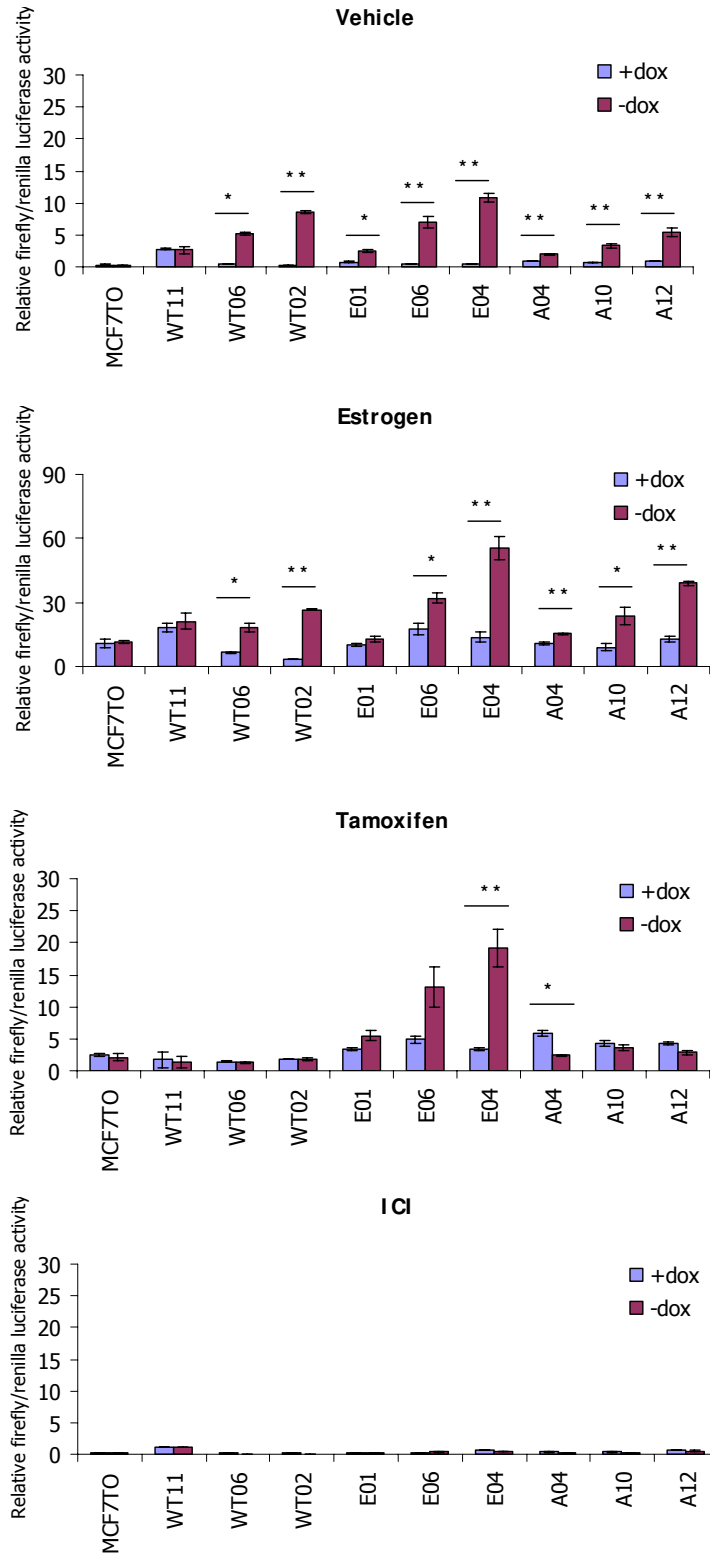 Vehicle
Relative firefly/renilla luciferase activity
30
25
20
15
10
5
0
+dox
-dox
*
* *
*
* *
* *
* *
* *
* *
MCF7TO
WT11
WT06
WT02
E01
E06
E04
A04
A10
A12
Estrogen
Relative firefly/renilla luciferase activity
90
60
30
0
+dox
-dox
*
* *
*
* *
* *
*
* *
MCF7TO
WT11
WT06
WT02
E01
E06
E04
A04
A10
A12
Tamoxifen
Relative firefly/renilla luciferase activity
30
25
20
15
10
5
0
+dox
-dox
* *
*
MCF7TO
WT11
WT06
WT02
E01
E06
E04
A04
A10
A12
ICI
Relative firefly/renilla luciferase activity
30
25
20
15
10
5
0
+dox
-dox
MCF7TO
WT11
WT06
WT02
E01
E06
E04
A04
A10
A12